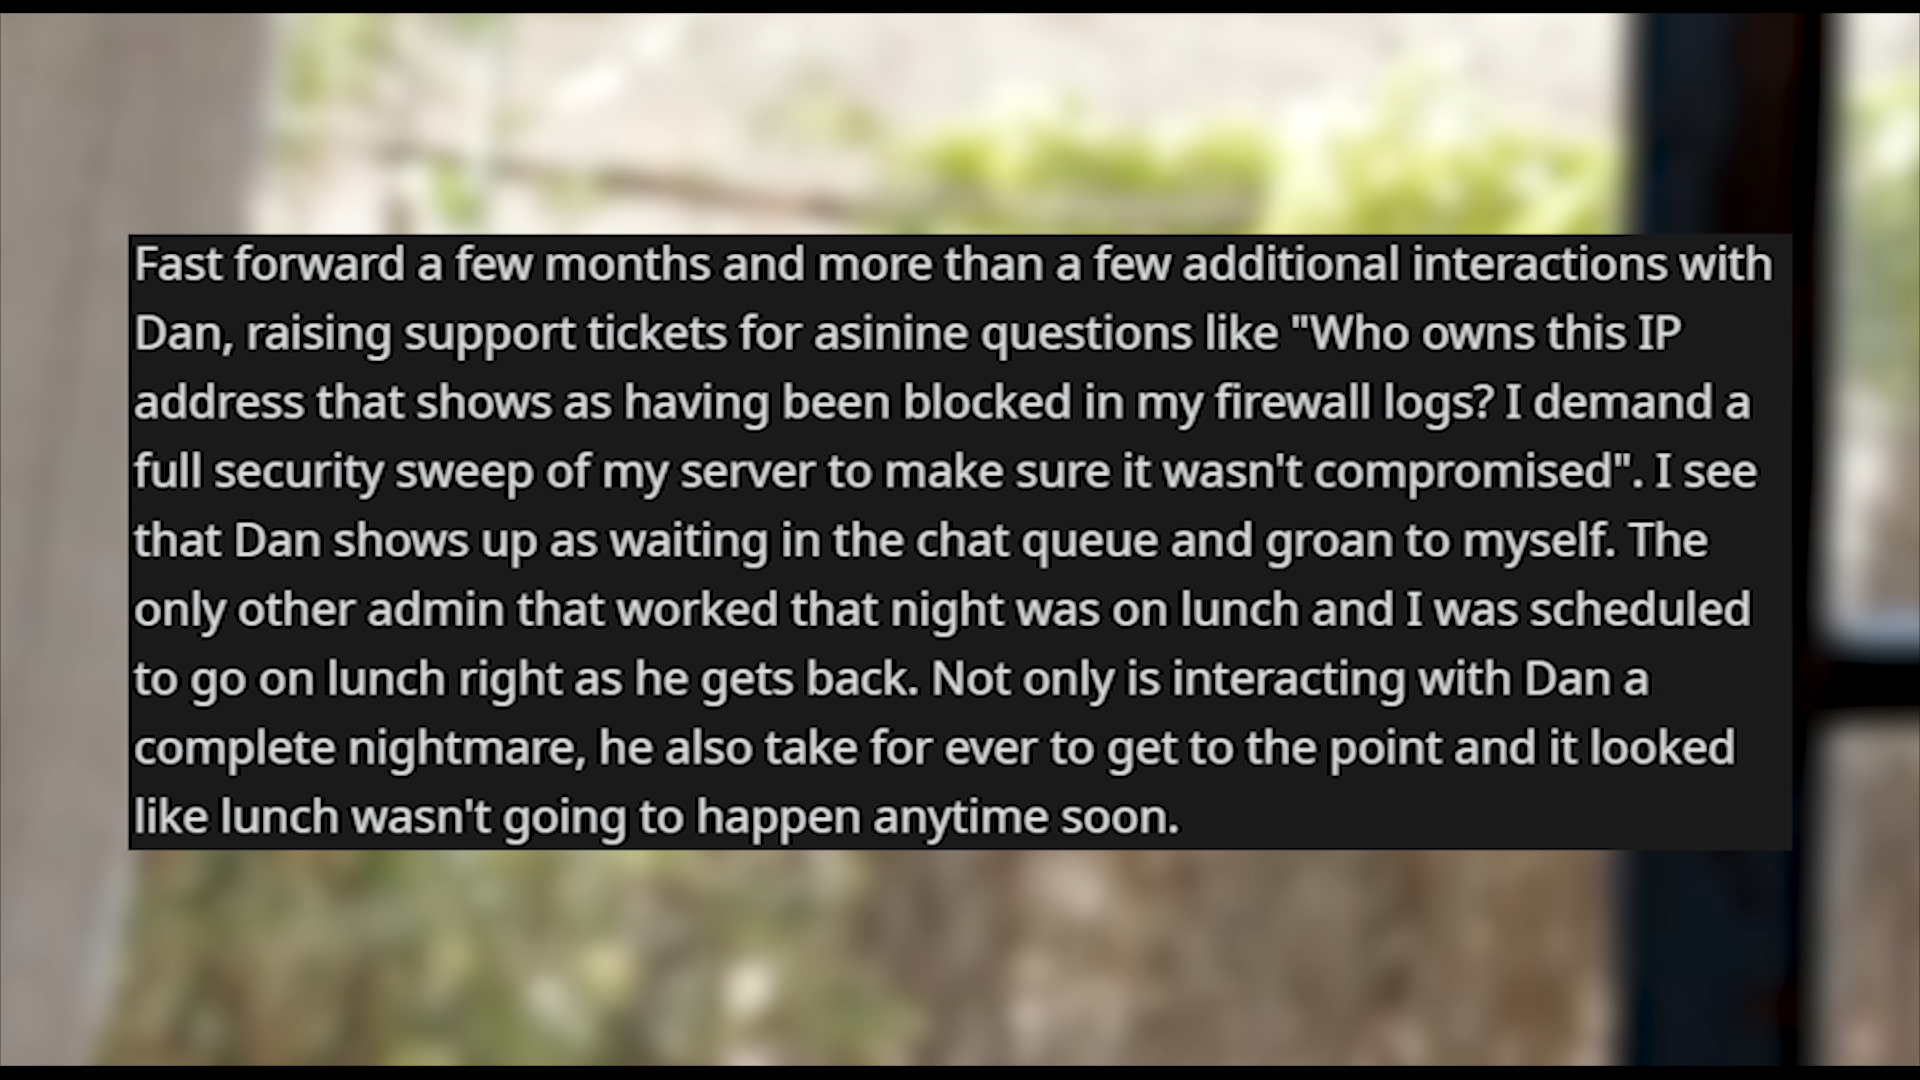 Fast forward a few months and more than a few additional interactions with
Dan, raising support tickets for asinine questions like "Who owns this IP
address that shows as having been blocked in my firewall logs? I demand a
full security sweep of my server to make sure it wasn't compromised". I see
that Dan shows up as waiting in the chat queue and groan to myself. The
only other admin that worked that night was on lunch and I was scheduled
to go on lunch right as he gets back. Not only is interacting with Dan a
complete nightmare, he also take for ever to get to the point and it looked
like lunch wasn't going to happen anytime soon.